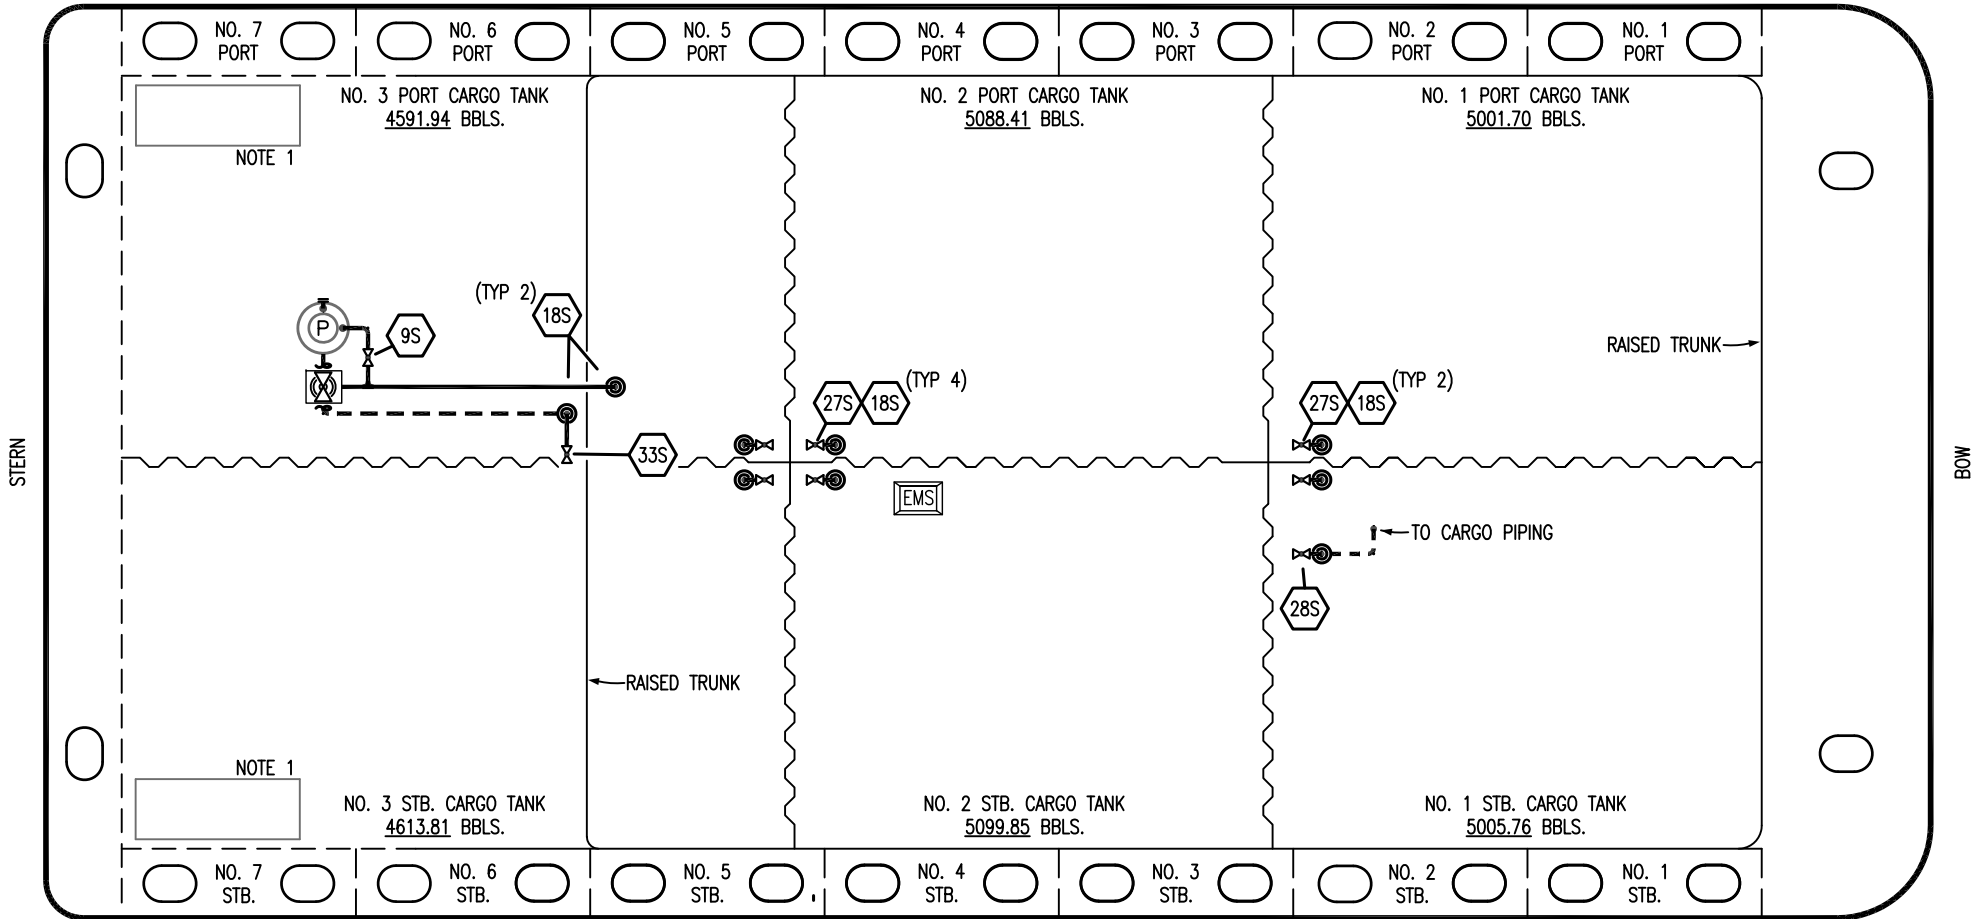 NO. 7
PORT
NO. 6
PORT
NO. 5
PORT
NO. 4
PORT
NO. 3
PORT
NO. 2
PORT
NO. 1
PORT
NO. 3 PORT CARGO TANK
4591.94 BBLS.
NO. 2 PORT CARGO TANK
5088.41 BBLS.
NO. 1 PORT CARGO TANK
5001.70 BBLS.
NOTE 1
(TYP 2)
18S
P
9S
RAISED TRUNK
(TYP 4)
27S
18S
(TYP 2)
27S
18S
33S
STERN
BOW
EMS
TO CARGO PIPING
28S
RAISED TRUNK
NOTE 1
NO. 3 STB. CARGO TANK
4613.81 BBLS.
NO. 2 STB. CARGO TANK
5099.85 BBLS.
NO. 1 STB. CARGO TANK
5005.76 BBLS.
NO. 7
STB.
NO. 6
STB.
NO. 5
STB.
NO. 4
STB.
NO. 3
STB.
NO. 2
STB.
NO. 1
STB.